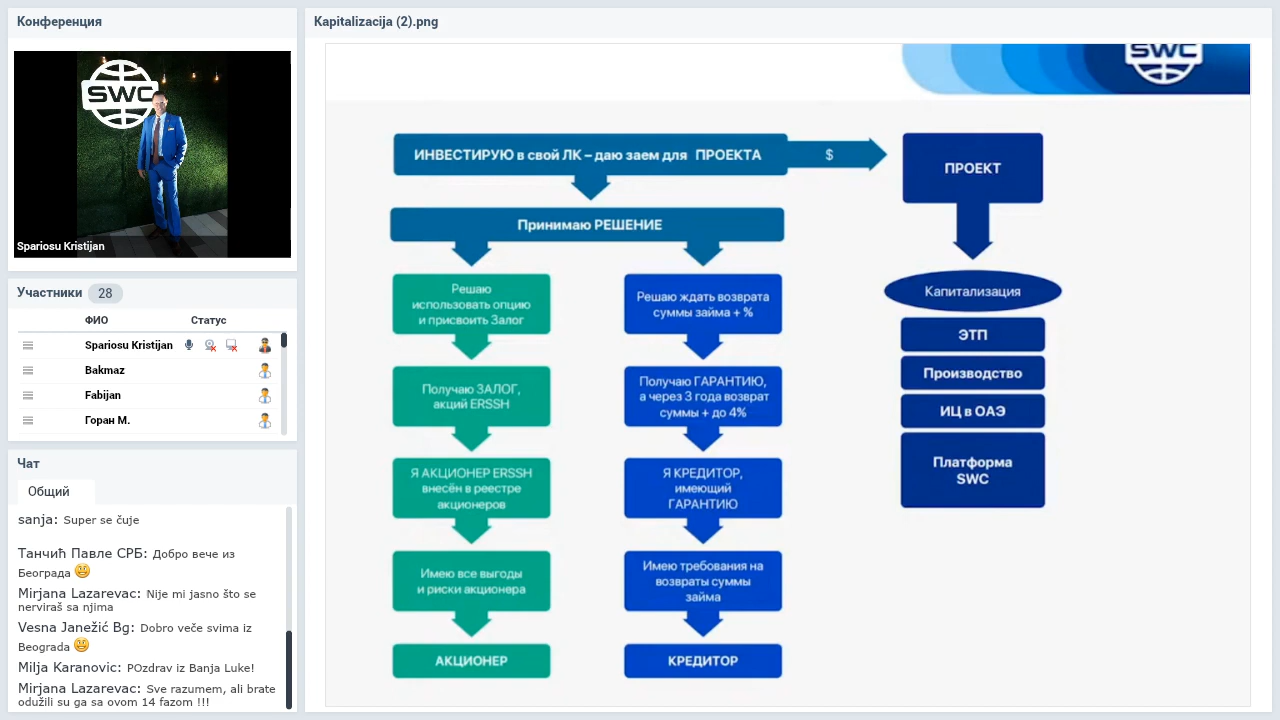 Конференция
SWC
Spariosu Kristijan
Участники 28
ФИО Статус
Spariosu Kristijan
Bakmaz
Fabijan
Горан М.
Чат
Общий
sanja: Super se čuje
Танчић Павле СРБ: Добро вече из
Београда
Mirjana Lazarevac: Nije mi jasno što se
nerviraš sa njima
Vesna Janežić Bg: Dobro veče svima iz
Beograda
Milja Karanovic: POzdrav iz Banja Luke!
Mirjana Lazarevac: Sve razumem, ali brate
odužili su ga sa ovom 14 fazom !!!
Kapitalizacija (2).png
SWC
ИНВЕСТИРУЮ в свой ЛК – даю заем для ПРОЕКТА
$
ПРОЕКТ
Принимаю РЕШЕНИЕ
Решаю
использовать опцию
и присвоить Залог
Получаю ЗАЛОГ,
акций ERSSH
Я АКЦИОНЕР ERSSH
внесён в реестре
акционеров
Имею все выгоды
и риски акционера
АКЦИОНЕР
Решаю ждать возврата
суммы займа + %
Получаю ГАРАНТИЮ,
а через 3 года возврат
суммы + до 4%
Я КРЕДИТОР,
имеющий
ГАРАНТИЮ
Имею требования на
возвраты суммы
займа
КРЕДИТОР
Капитализация
ЭТП
Производство
ИЦ в ОАЭ
Платформа
SWC